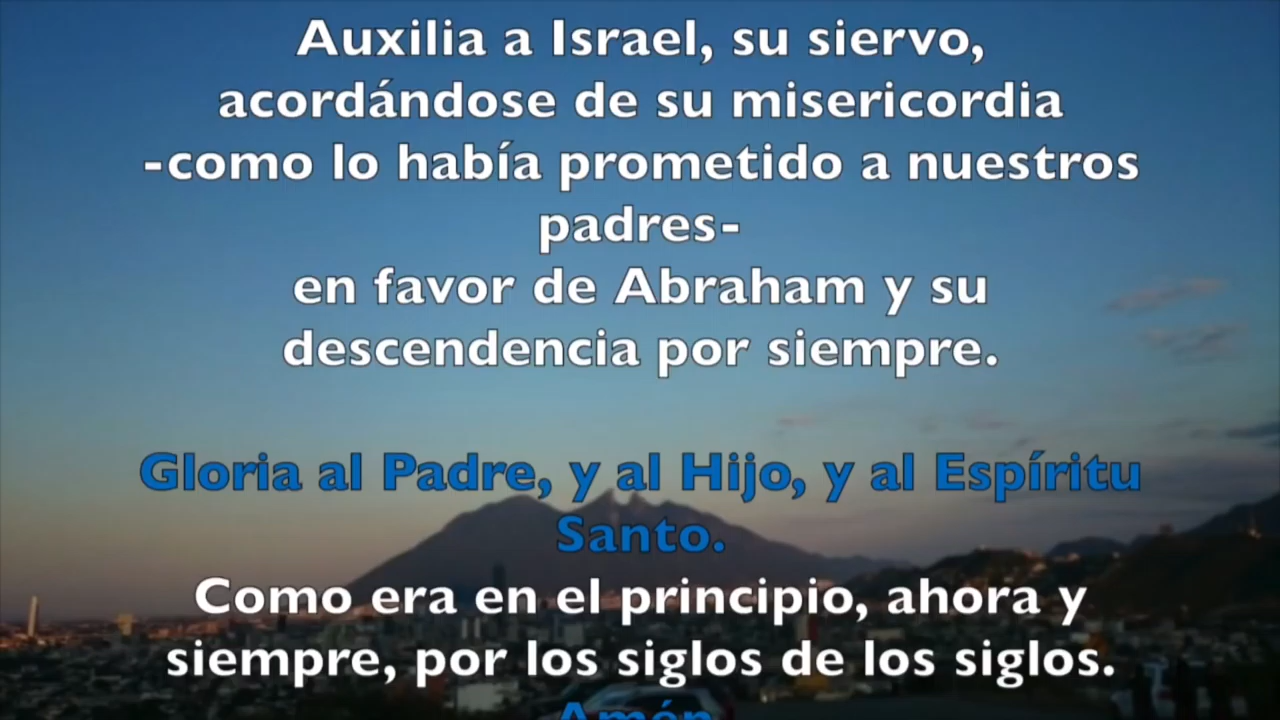 Auxilia a Israel, su siervo,
acordándose de su misericordia
-como lo había prometido a nuestros
padres-
en favor de Abraham y su
descendencia por siempre.
Gloria al Padre, y al Hijo, y al Espíritu
Santo.
Como era en el principio, ahora y
siempre, por los siglos de los siglos.
Amén.